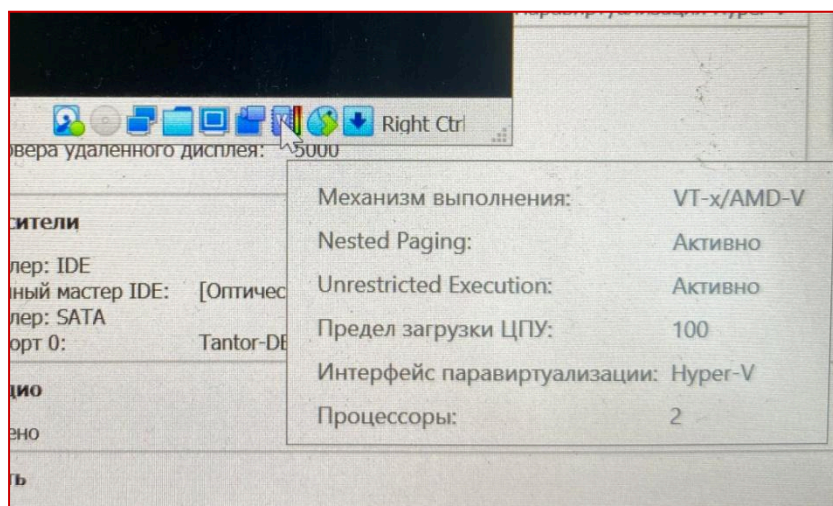 Right Ctrl
удаленного дисплея: 5000
Механизм выполнения: VT-x/AMD-V
Nested Paging: Активно
Unrestricted Execution: Активно
Предел загрузки ЦПУ: 100
Интерфейс паравиртуализации: Hyper-V
Процессоры: 2
сители
лер: IDE
ный мастер IDE: [Оптичес
лер: SATA
орт 0: Tantor-DE
дио
ено
ть